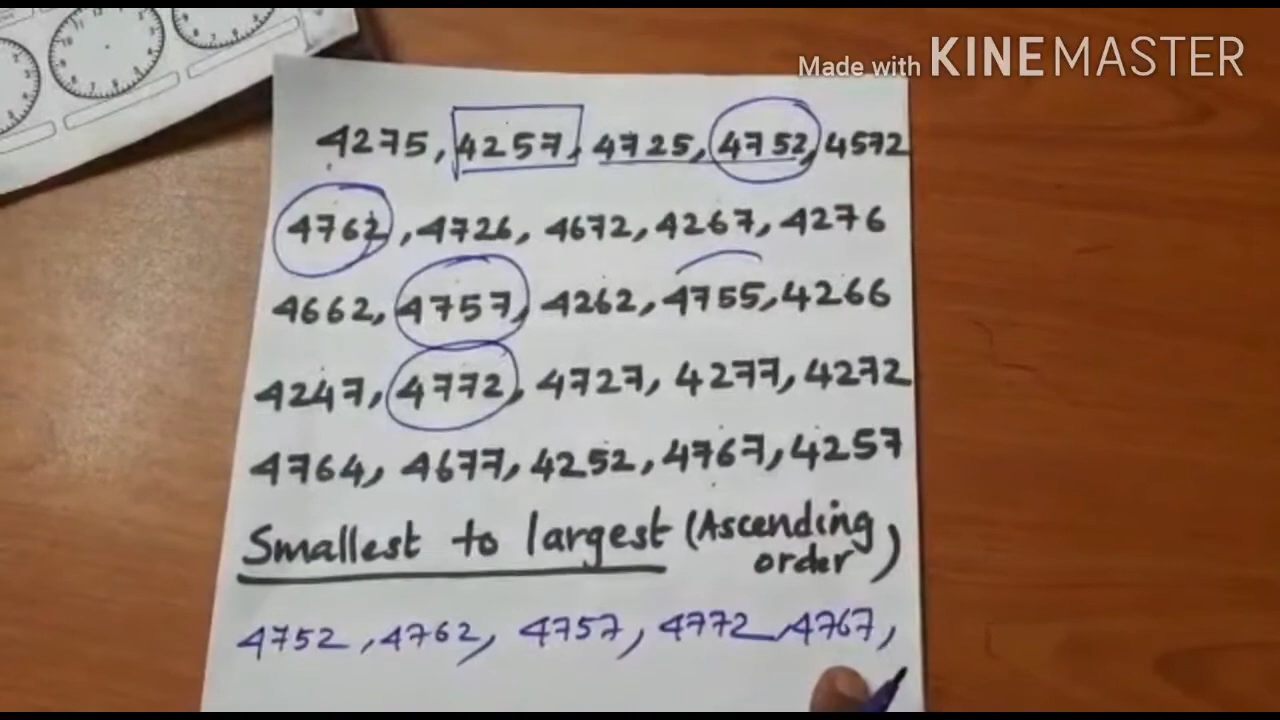 Made with KINEMASTER
4275, 4257, 4725, 4752, 4572
4762, 4726, 4672, 4267, 4276
4662, 4757, 4262, 4755, 4266
4247, 4772, 4727, 4277, 4272
4764, 4677, 4252, 4767, 4257
Smallest to largest (Ascending order)
4752, 4762, 4757, 4772, 4767,